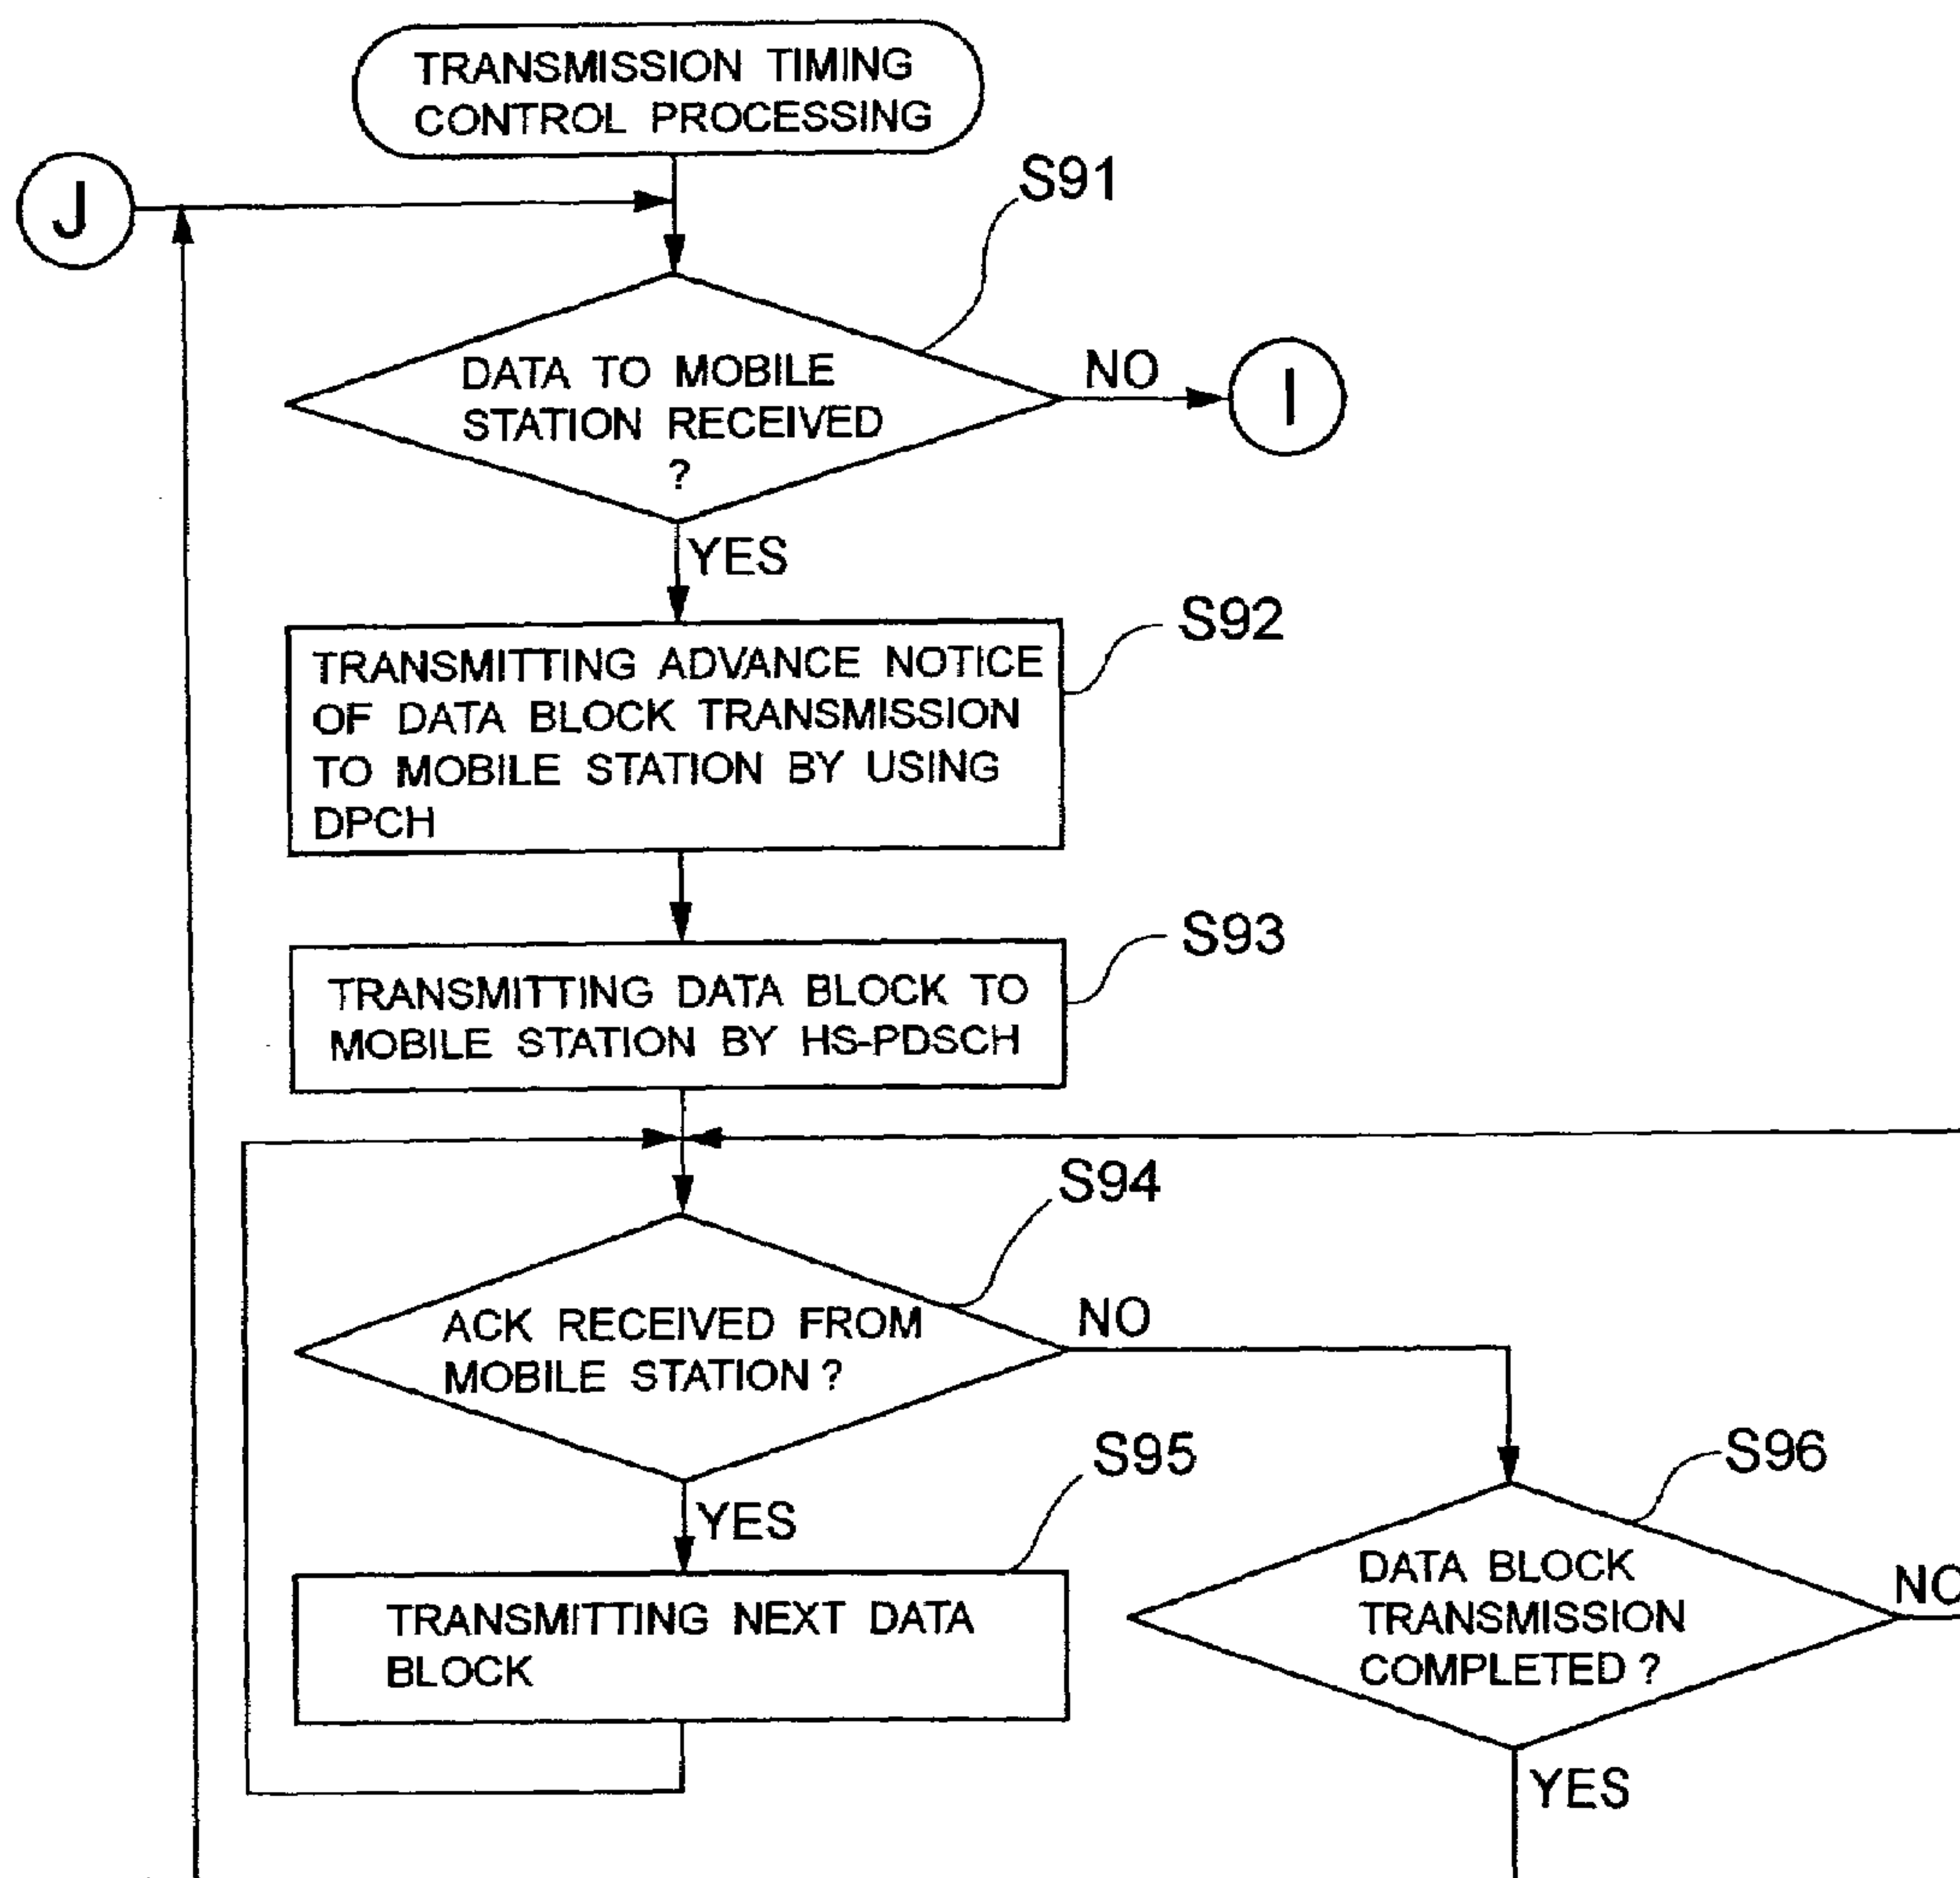 TRANSMISSION TIMING
CONTROL PROCESSING
J
S91
DATA TO MOBILE
STATION RECEIVED
?
NO
I
YES
S92
TRANSMITTING ADVANCE NOTICE
OF DATA BLOCK TRANSMISSION
TO MOBILE STATION BY USING
DPCH
S93
TRANSMITTING DATA BLOCK TO
MOBILE STATION BY HS-PDSCH
S94
ACK RECEIVED FROM
MOBILE STATION ?
NO
YES
S95
TRANSMITTING NEXT DATA
BLOCK
S96
DATA BLOCK
TRANSMISSION
COMPLETED ?
NO
YES